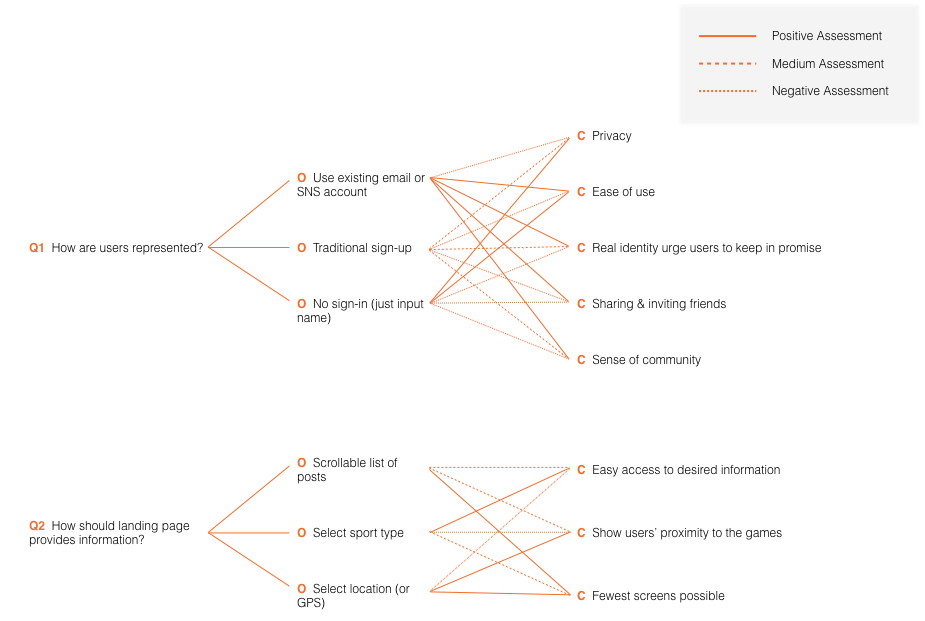 Positive Assessment
Medium Assessment
Negative Assessment
Q1 How are users represented?
O Use existing email or
SNS account
O Traditional sign-up
O No sign-in (just input
name)
C Privacy
C Ease of use
C Real identity urge users to keep in promise
C Sharing & inviting friends
C Sense of community
Q2 How should landing page
provides information?
O Scrollable list of
posts
O Select sport type
O Select location (or
GPS)
C Easy access to desired information
C Show users’ proximity to the games
C Fewest screens possible